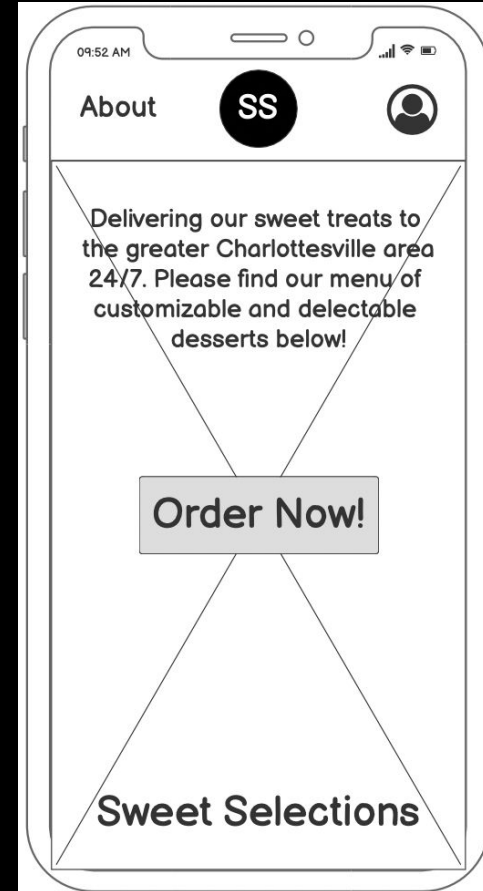 09:52 AM
About
SS
Delivering our sweet treats to
the greater Charlottesville area
24/7. Please find our menu of
customizable and delectable
desserts below!
Order Now!
Sweet Selections